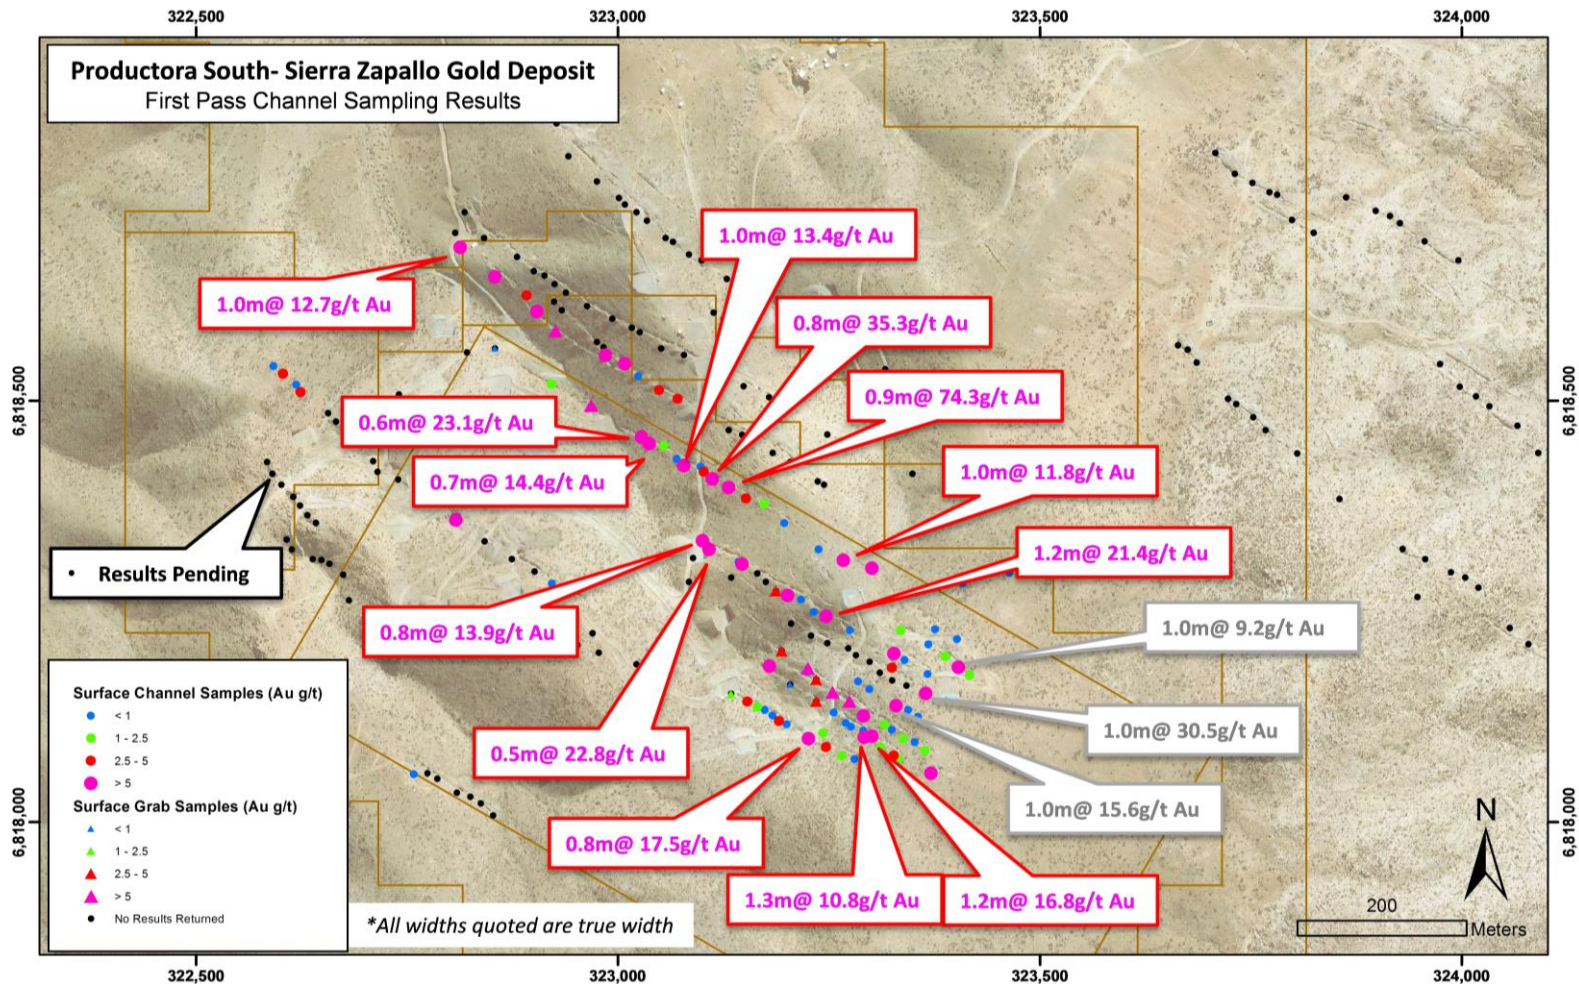 322,500
323,000
323,500
324,000
Productora South- Sierra Zapallo Gold Deposit
First Pass Channel Sampling Results
1.0m@ 13.4g/t Au
1.0m@ 12.7g/t Au
0.8m@ 35.3g/t Au
0.9m@ 74.3g/t Au
6,818,500
6,818,500
0.6m@ 23.1g/t Au
0.7m@ 14.4g/t Au
1.0m@ 11.8g/t Au
1.2m@ 21.4g/t Au
• Results Pending
0.8m@ 13.9g/t Au
1.0m@ 9.2g/t Au
1.0m@ 30.5g/t Au
0.5m@ 22.8g/t Au
1.0m@ 15.6g/t Au
0.8m@ 17.5g/t Au
1.3m@ 10.8g/t Au
1.2m@ 16.8g/t Au
Surface Channel Samples (Au g/t)
< 1
1 - 2.5
2.5 - 5
> 5
Surface Grab Samples (Au g/t)
< 1
1 - 2.5
2.5 - 5
> 5
No Results Returned
*All widths quoted are true width
6,818,000
6,818,000
N
200
Meters
322,500
323,000
323,500
324,000